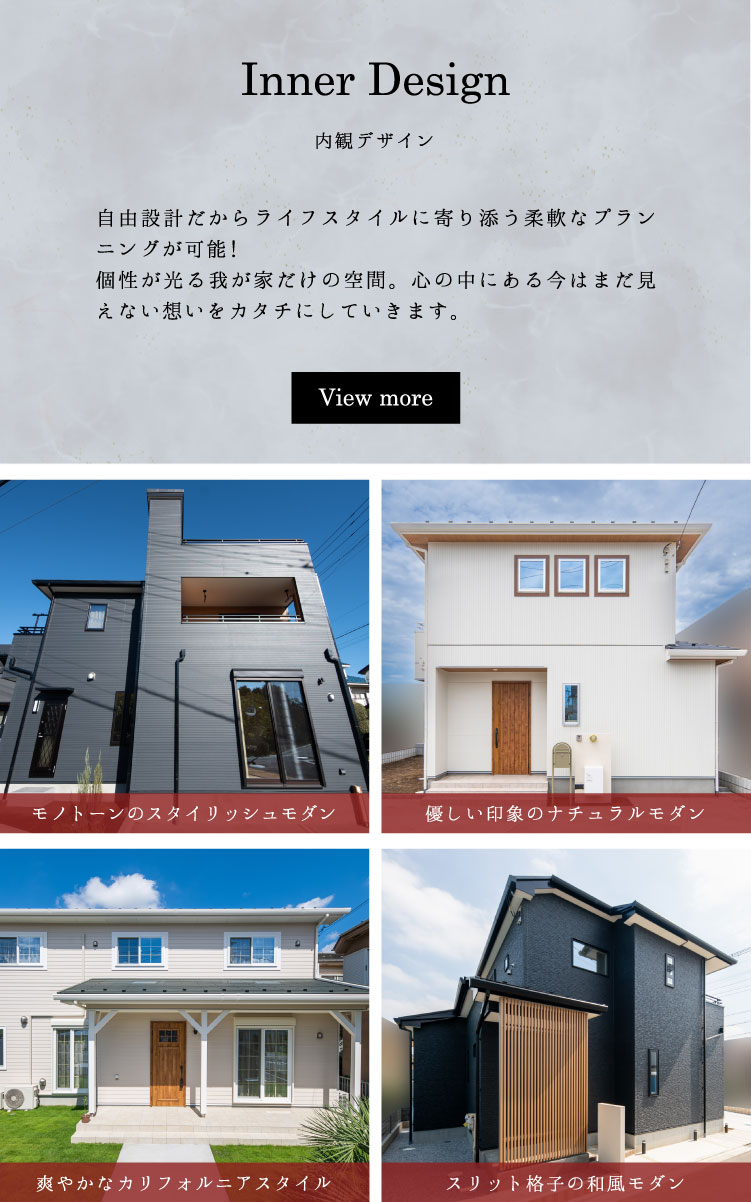 Inner Design
内観デザイン
自由設計だからライフスタイルに寄り添う柔軟なプラン
ニングが可能!
個性が光る我が家だけの空間。心の中にある今はまだ見
えない想いをカタチにしていきます。
View more
モノトーンのスタイリッシュモダン
優しい印象のナチュラルモダン
爽やかなカリフォルニアスタイル
スリット格子の和風モダン